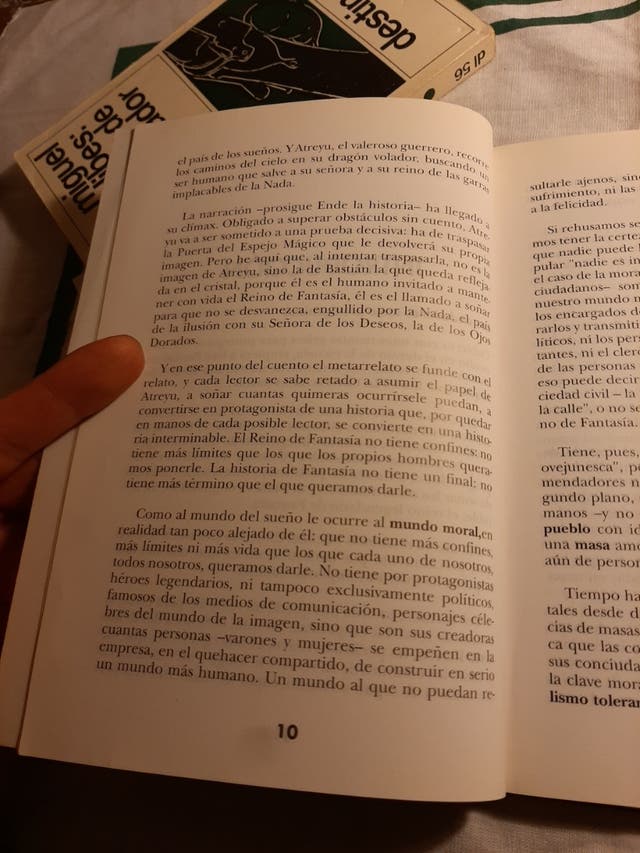 destin
dl 56
miguel
de
ador
el país de los sueños. Y Atreyu, el valeroso guerrero, recorre
los caminos del cielo en su dragón volador, buscando un
ser humano que salve a su señora y a su reino de las garras
implacables de la Nada.
La narración –prosigue Ende la historia– ha llegado a
su clímax. Obligado a superar obstáculos sin cuento, Atre-
yu va a ser sometido a una prueba decisiva: ha de traspasar
la Puerta del Espejo Mágico que le devolverá su propia
imagen. Pero he aquí que, al intentar traspasarla, no es la
imagen de Atreyu, sino la de Bastián la que queda refleja-
da en el cristal, porque él es el humano invitado a mante-
ner con vida el Reino de Fantasía, él es el llamado a soñar
para que no se desvanezca, engullido por la Nada, el país
de la ilusión con su Señora de los Deseos, la de los Ojos
Dorados.
Y en ese punto del cuento el metarrelato se funde con el
relato, y cada lector se sabe retado a asumir el papel de
Atreyu, a soñar cuantas quimeras ocurrírsele puedan, a
convertirse en protagonista de una historia que, por quedar
en manos de cada posible lector, se convierte en una histo-
ria interminable. El Reino de Fantasía no tiene confines: no
tiene más límites que los que los propios hombres quera-
mos ponerle. La historia de Fantasía no tiene un final: no
tiene más término que el que queramos darle.
Como al mundo del sueño le ocurre al mundo moral,en
realidad tan poco alejado de él: que no tiene más confines,
más límites ni más vida que los que cada uno de nosotros,
todos nosotros, queramos darle. No tiene por protagonistas
héroes legendarios, ni tampoco exclusivamente políticos,
famosos de los medios de comunicación, personajes céle-
bres del mundo de la imagen, sino que son sus creadoras
cuantas personas –varones y mujeres– se empeñen en la
empresa, en el quehacer compartido, de construir en serio
un mundo más humano. Un mundo al que no puedan re-
10
sultarle ajenos, sin
sufrimiento, ni las
a la felicidad.
Si rehusamos se
mos tener la certez
que nadie puede h
pular "nadie es in
el caso de la mora
ciudadanos– som
nuestro mundo m
los encargados de
rarlos y transmiti
líticos, ni los pers
tantes, ni el clero
de las personas
eso puede decir
ciedad civil – la
la calle", o no se
no de Fantasía.
Tiene, pues,
ovejunesca", p
mendadores n
gundo plano,
manos –y no
pueblo con id
una masa amo
aún de person
Tiempo ha
tales desde d
cias de masas
ca que las co
sus conciuda
la clave mora
lismo toleran